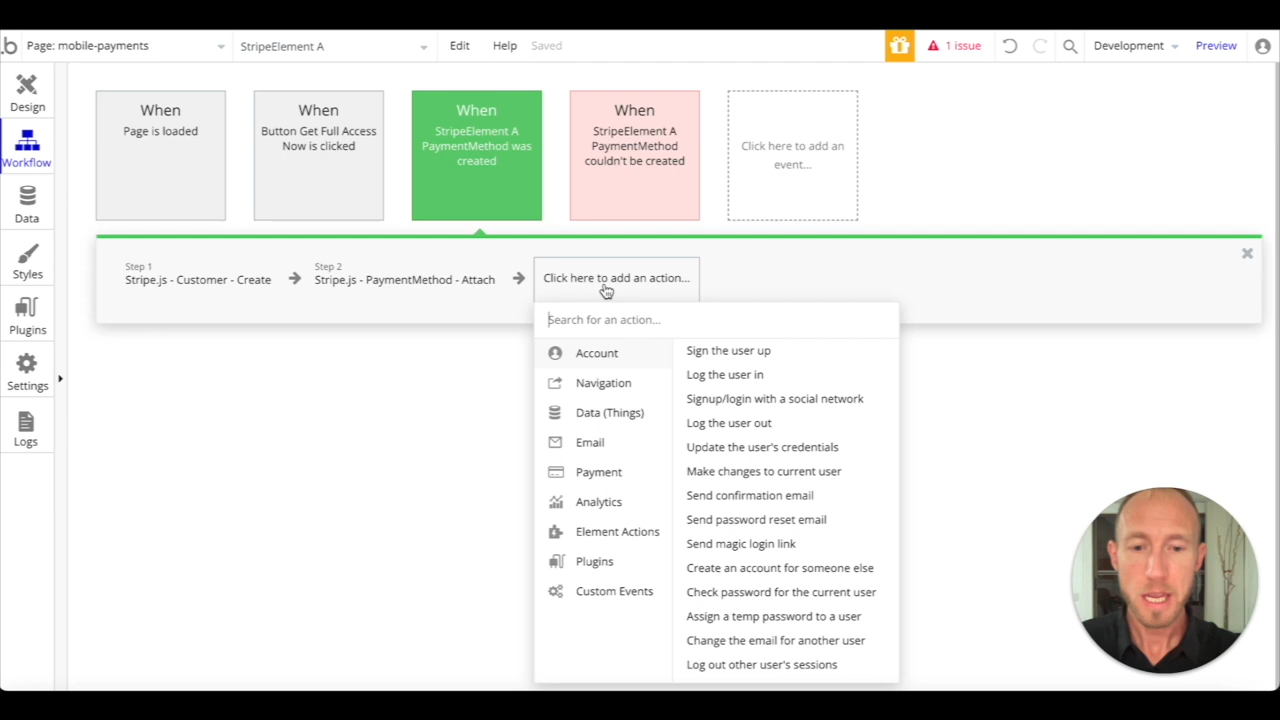 .b
Page: mobile-payments
StripeElement A
Edit
Help
Saved
1 issue
Development
Preview
Design
Workflow
Data
Styles
Plugins
Settings
Logs
When
Page is loaded
When
Button Get Full Access
Now is clicked
When
StripeElement A
PaymentMethod was
created
When
StripeElement A
PaymentMethod
couldn't be created
Click here to add an
event...
Step 1
Stripe.js - Customer - Create
Step 2
Stripe.js - PaymentMethod - Attach
Click here to add an action...
Search for an action...
Account
Navigation
Data (Things)
Email
Payment
Analytics
Element Actions
Plugins
Custom Events
Sign the user up
Log the user in
Signup/login with a social network
Log the user out
Update the user's credentials
Make changes to current user
Send confirmation email
Send password reset email
Send magic login link
Create an account for someone else
Check password for the current user
Assign a temp password to a user
Change the email for another user
Log out other user's sessions